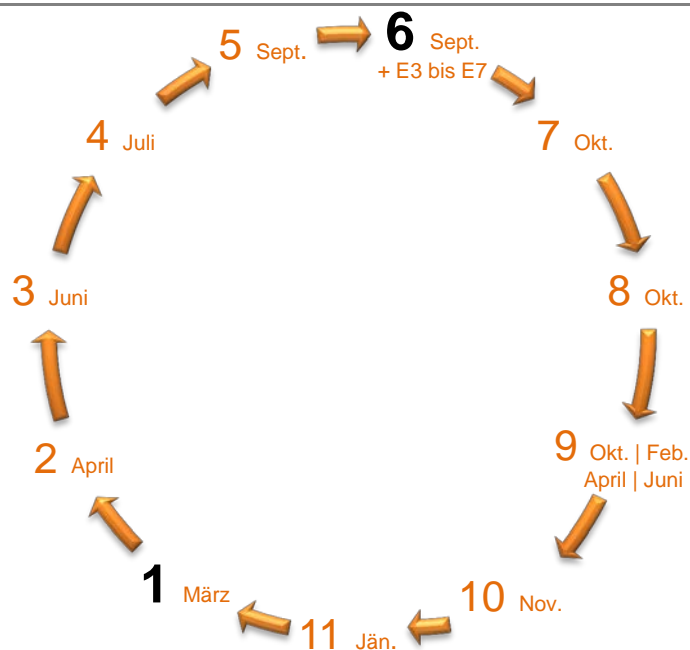 5 Sept.
6 Sept.
+ E3 bis E7
4 Juli
7 Okt.
3 Juni
8 Okt.
2 April
9 Okt. | Feb.
April | Juni
1 März
10 Nov.
11 Jän.